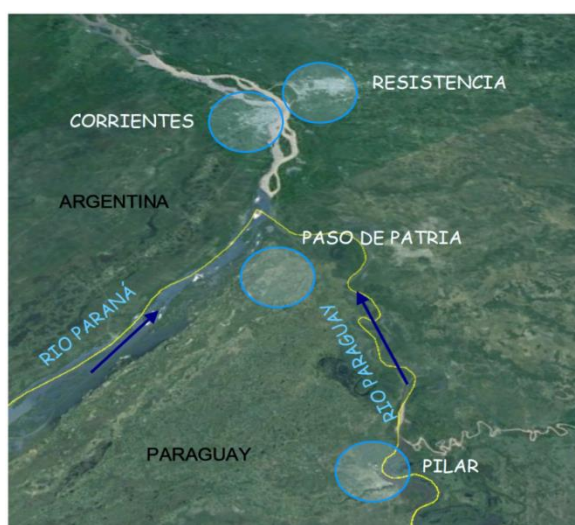 RESISTENCIA
CORRIENTES
ARGENTINA
PASO DE PATRIA
RIO PARANÁ
RIO PARAGUAY
PARAGUAY
PILAR